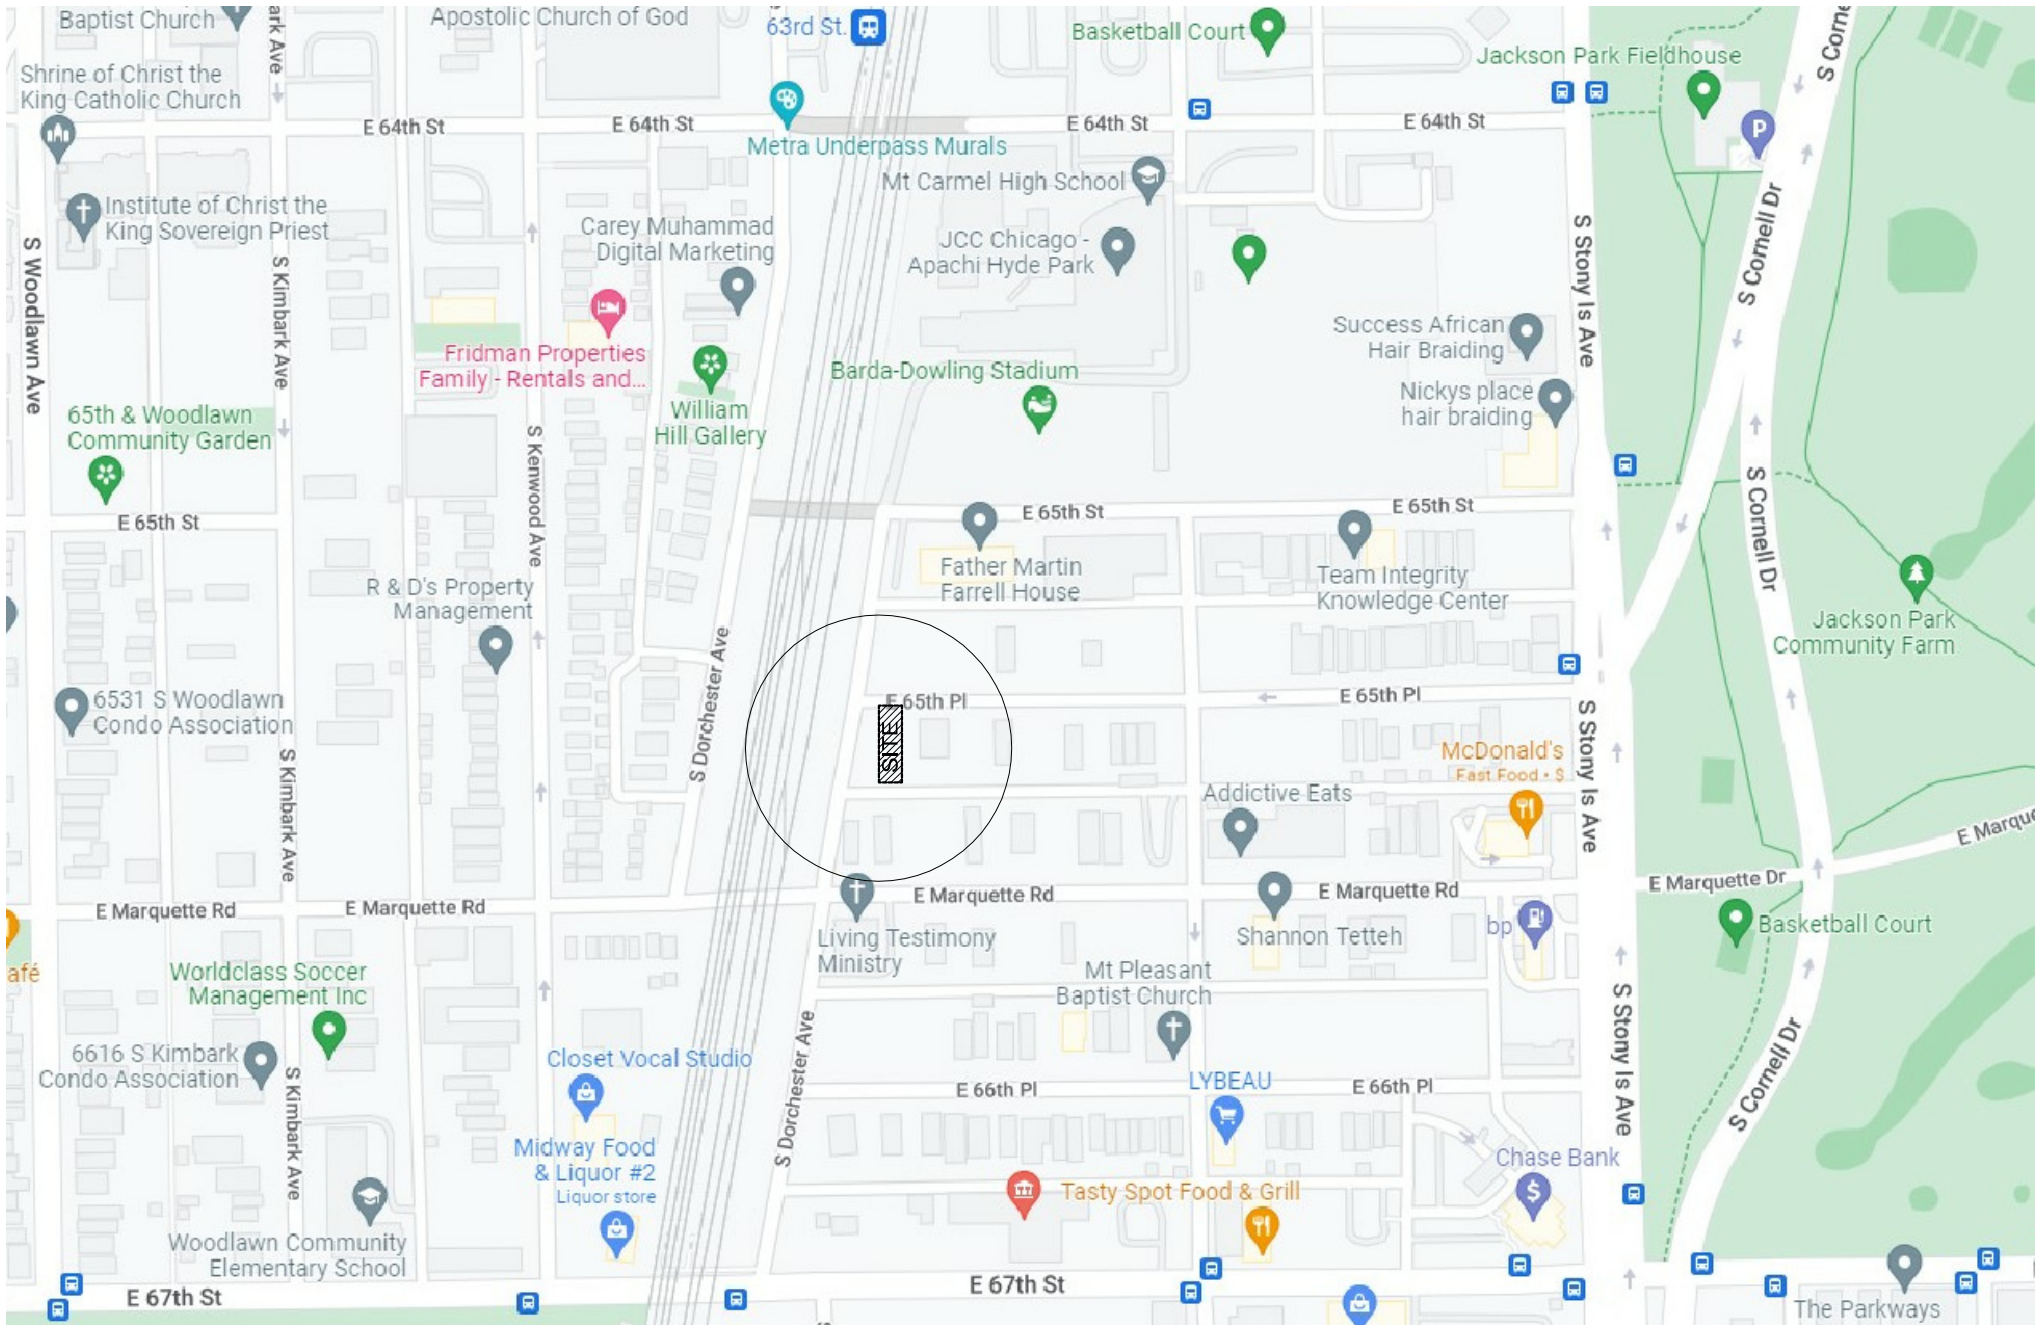 Baptist Church
ark Ave
Apostolic Church of God
63rd St.
Basketball Court
Jackson Park Fieldhouse
S Corne
S Corne
Shrine of Christ the
King Catholic Church
E 64th St
E 64th St
E 64th St
E 64th St
Metra Underpass Murals
P
Mt Carmel High School
Institute of Christ the
King Sovereign Priest
Carey Muhammad
Digital Marketing
JCC Chicago -
Apachi Hyde Park
S Woodlawn Ave
S Kimbark Ave
S Stony Is Ave
S Cornell Dr
Success African
Hair Braiding
Fridman Properties
Family - Rentals and...
Barda-Dowling Stadium
Nickys place
hair braiding
William
Hill Gallery
65th & Woodlawn
Community Garden
S Kenwood Ave
S Cornell Dr
E 65th St
E 65th St
E 65th St
Father Martin
Farrell House
Team Integrity
Knowledge Center
R & D's Property
Management
Jackson Park
Community Farm
S Dorchester Ave
6531 S Woodlawn
Condo Association
E 65th Pl
E 65th Pl
SITE
S Kimbark Ave
S Stony Is Ave
McDonald's
Fast Food • $
Addictive Eats
E Marque
E Marquette Rd
E Marquette Rd
E Marquette Rd
E Marquette Rd
E Marquette Dr
Living Testimony
Ministry
Shannon Tetteh
bp
Basketball Court
afé
Worldclass Soccer
Management Inc
Mt Pleasant
Baptist Church
S Stony Is Ave
S Dorchester Ave
S Cornell Dr
6616 S Kimbark
Condo Association
S Kimbark Ave
Closet Vocal Studio
E 66th Pl
LYBEAU
E 66th Pl
Midway Food
& Liquor #2
Liquor store
Chase Bank
$
Tasty Spot Food & Grill
Woodlawn Community
Elementary School
E 67th St
E 67th St
The Parkways